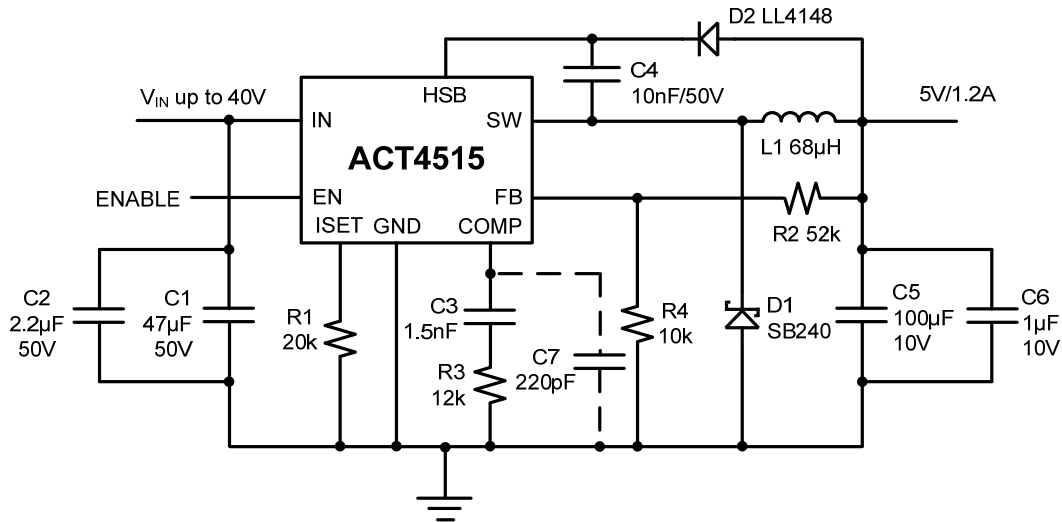 D2 LL4148
V_IN up to 40V
HSB
C4
10nF/50V
5V/1.2A
IN
SW
ACT4515
L1 68μH
ENABLE
EN
FB
ISET
GND
COMP
R2 52k
C2
2.2μF
50V
C1
47μF
50V
R1
20k
C3
1.5nF
R3
12k
C7
220pF
R4
10k
D1
SB240
C5
100μF
10V
C6
1μF
10V